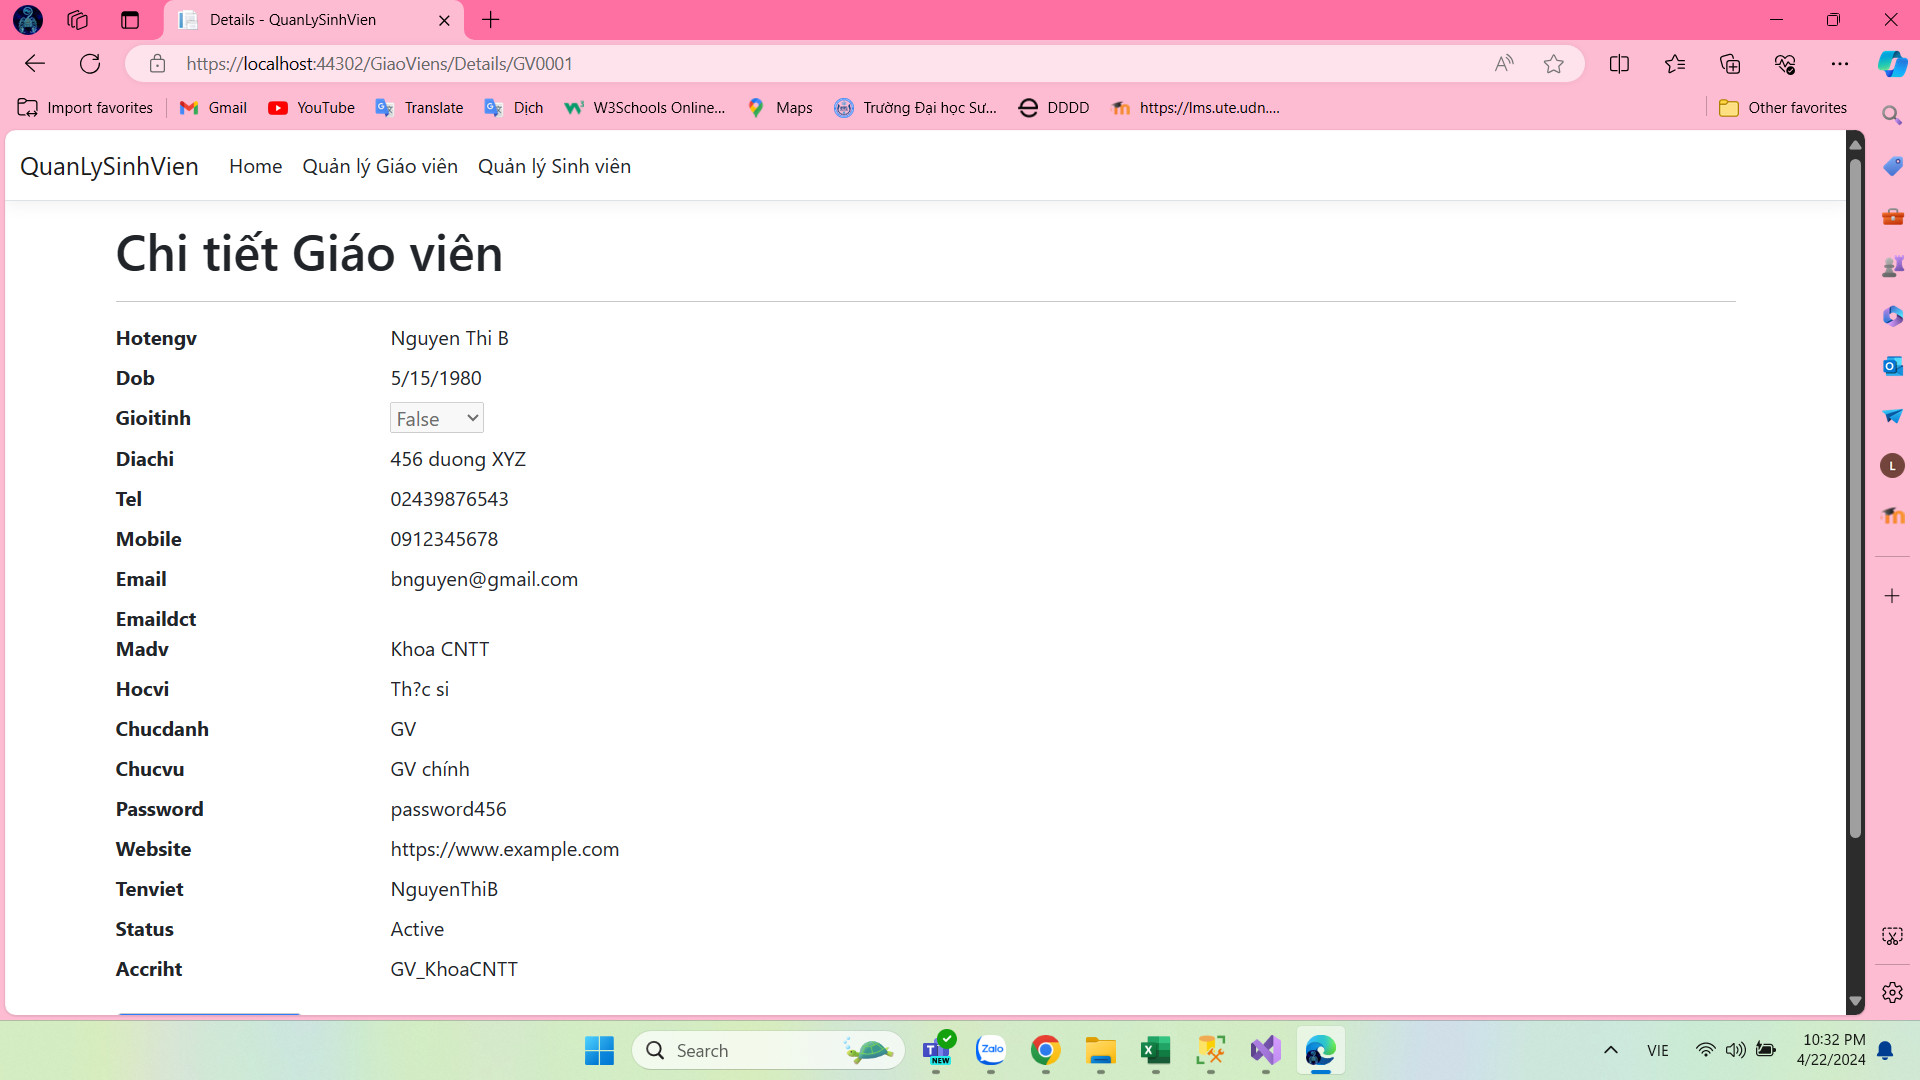 Details - QuanLySinhVien
https://localhost:44302/GiaoViens/Details/GV0001
Import favorites
Gmail
YouTube
Translate
Dịch
W3Schools Online...
Maps
Trường Đại học Sư...
DDDD
https://lms.ute.udn....
Other favorites
QuanLySinhVien Home Quản lý Giáo viên Quản lý Sinh viên
Chi tiết Giáo viên
Hotengv Nguyen Thi B
Dob 5/15/1980
Gioitinh False
Diachi 456 duong XYZ
Tel 02439876543
Mobile 0912345678
Email bnguyen@gmail.com
Emaildct
Madv Khoa CNTT
Hocvi Th?c si
Chucdanh GV
Chucvu GV chính
Password password456
Website https://www.example.com
Tenviet NguyenThiB
Status Active
Accriht GV_KhoaCNTT
L
Search
NEW
Zalo
VIE
10:32 PM
4/22/2024